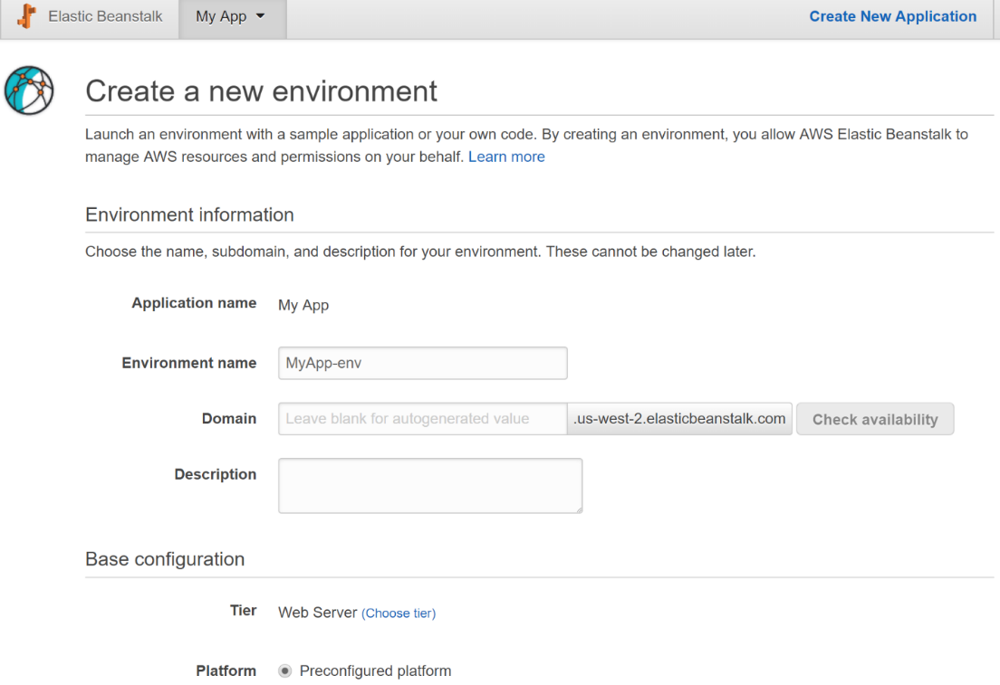 Elastic Beanstalk My App Create New Application
Create a new environment
Launch an environment with a sample application or your own code. By creating an environment, you allow AWS Elastic Beanstalk to
manage AWS resources and permissions on your behalf. Learn more
Environment information
Choose the name, subdomain, and description for your environment. These cannot be changed later.
Application name My App
Environment name MyApp-env
Domain Leave blank for autogenerated value .us-west-2.elasticbeanstalk.com Check availability
Description
Base configuration
Tier Web Server (Choose tier)
Platform Preconfigured platform